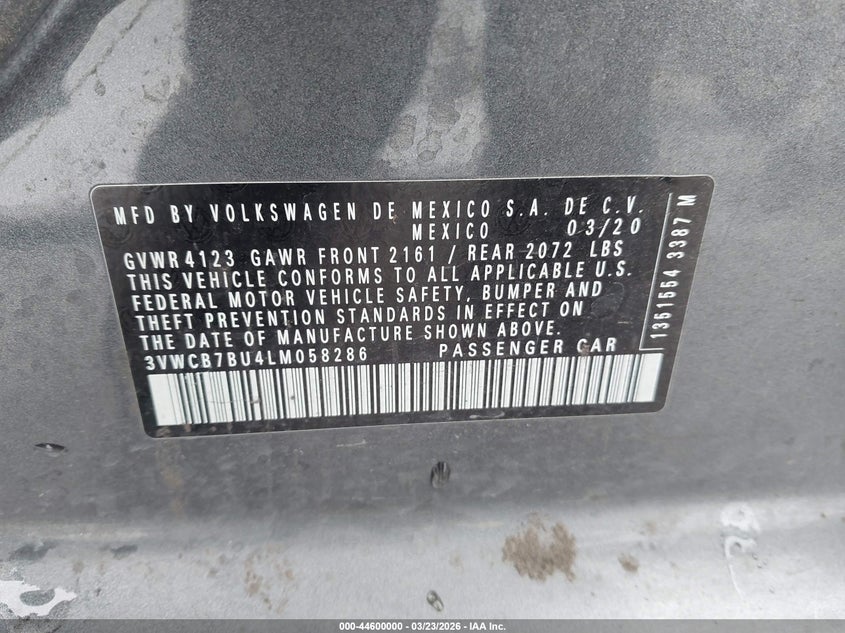 MFD BY VOLKSWAGEN DE MEXICO S.A. DE C.V.
MEXICO 03/20
GVWR 4123 GAWR FRONT 2161 / REAR 2072 LBS
THIS VEHICLE CONFORMS TO ALL APPLICABLE U.S.
FEDERAL MOTOR VEHICLE SAFETY, BUMPER AND
THEFT PREVENTION STANDARDS IN EFFECT ON
THE DATE OF MANUFACTURE SHOWN ABOVE.
3VWCB7BU4LM058286 PASSENGER CAR
1361554 3387 M
000-44600000 - 03/23/2026 - IAA Inc.